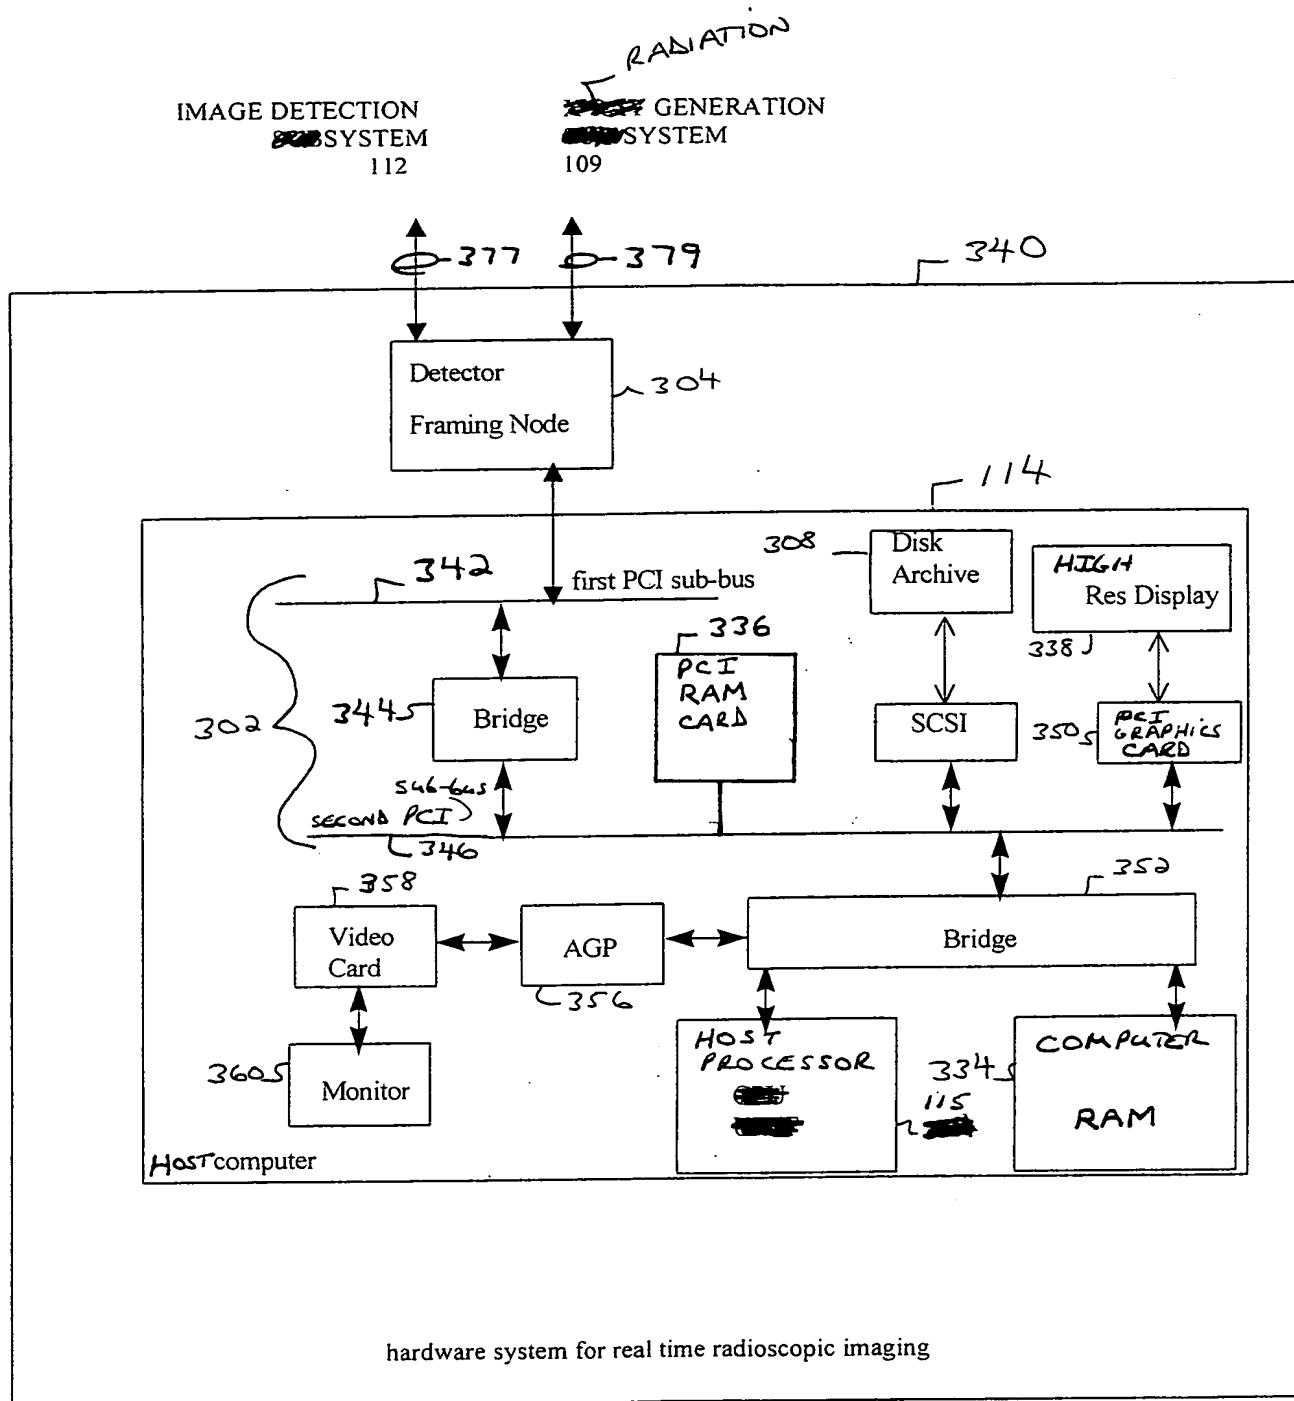 RADIATION
IMAGE DETECTION
SYSTEM
112
GENERATION
SYSTEM
109
377
379
340
Detector
Framing Node
304
114
342
first PCI sub-bus
308
Disk
Archive
HIGH
Res Display
338
336
PCI
RAM
CARD
302
344
Bridge
SCSI
350
PCI
GRAPHICS
CARD
sub-bus
SECOND PCI
346
358
352
Video
Card
AGP
356
Bridge
360
Monitor
HOST
PROCESSOR
115
334
COMPUTER
RAM
HOST computer
hardware system for real time radioscopic imaging